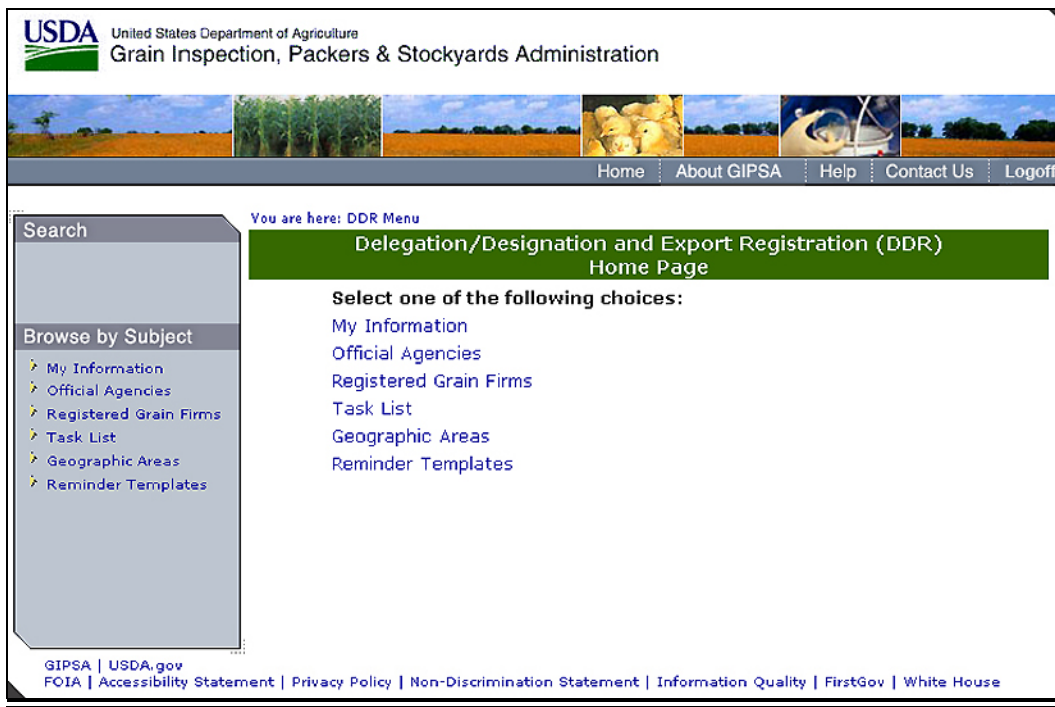 USDA
United States Department of Agriculture
Grain Inspection, Packers & Stockyards Administration
Home About GIPSA Help Contact Us Logoff
Search
You are here: DDR Menu
Delegation/Designation and Export Registration (DDR)
Home Page
Select one of the following choices:
My Information
Official Agencies
Registered Grain Firms
Task List
Geographic Areas
Reminder Templates
Browse by Subject
My Information
Official Agencies
Registered Grain Firms
Task List
Geographic Areas
Reminder Templates
GIPSA | USDA.gov
FOIA | Accessibility Statement | Privacy Policy | Non-Discrimination Statement | Information Quality | FirstGov | White House